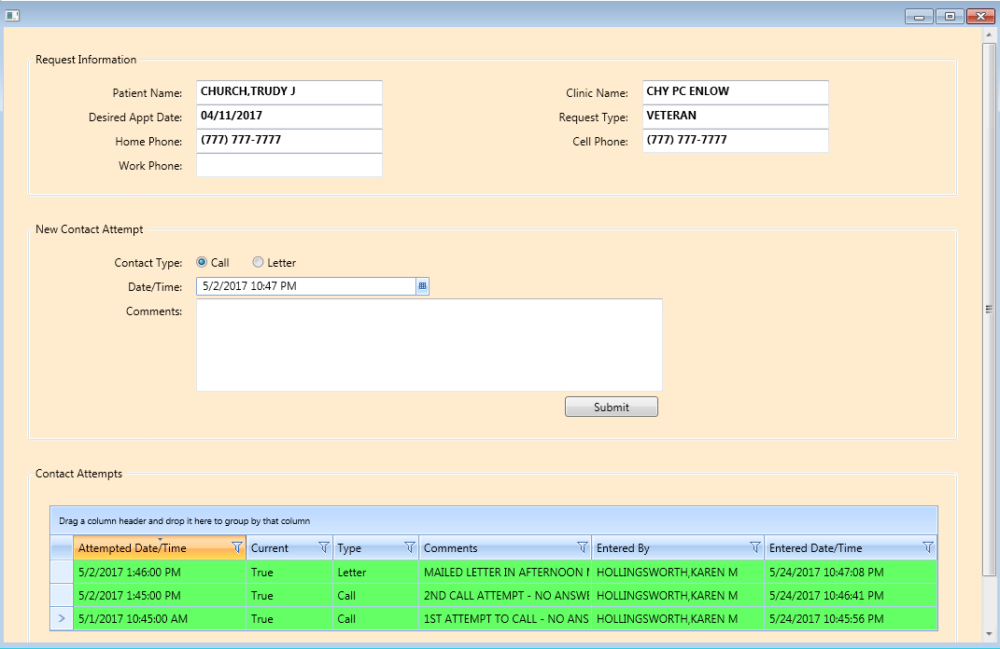 Request Information
Patient Name: CHURCH,TRUDY J Clinic Name: CHY PC ENLOW
Desired Appt Date: 04/11/2017 Request Type: VETERAN
Home Phone: (777) 777-7777 Cell Phone: (777) 777-7777
Work Phone:
New Contact Attempt
Contact Type: Call Letter
Date/Time: 5/2/2017 10:47 PM
Comments:
Submit
Contact Attempts
Drag a column header and drop it here to group by that column
Attempted Date/Time Current Type Comments Entered By Entered Date/Time
5/2/2017 1:46:00 PM True Letter MAILED LETTER IN AFTERNOON HOLLINGSWORTH,KAREN M 5/24/2017 10:47:08 PM
5/2/2017 1:45:00 PM True Call 2ND CALL ATTEMPT - NO ANSWE HOLLINGSWORTH,KAREN M 5/24/2017 10:46:41 PM
5/1/2017 10:45:00 AM True Call 1ST ATTEMPT TO CALL - NO ANS HOLLINGSWORTH,KAREN M 5/24/2017 10:45:56 PM